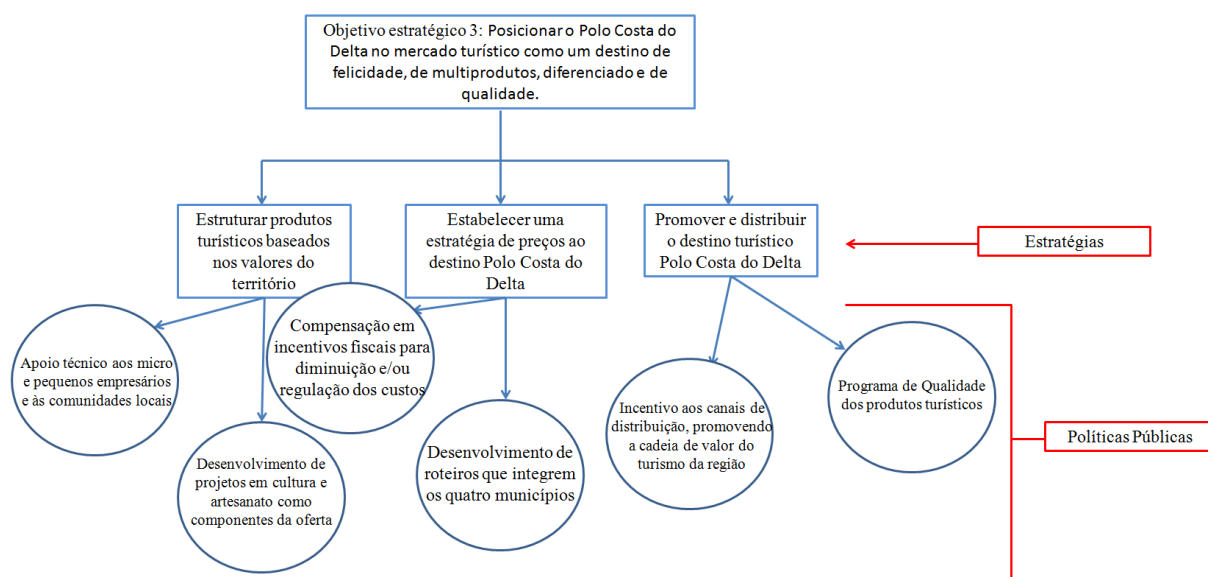 Objetivo estratégico 3: Posicionar o Polo Costa do
Delta no mercado turístico como um destino de
felicidade, de multiprodutos, diferenciado e de
qualidade.
Estruturar produtos
turísticos baseados
nos valores do
território
Estabelecer uma
estratégia de preços ao
destino Polo Costa do
Delta
Promover e distribuir
o destino turístico
Polo Costa do Delta
Estratégias
Apoio técnico aos micro
e pequenos empresários
e às comunidades locais
Compensação em
incentivos fiscais para
diminuição e/ou
regulação dos custos
Incentivo aos canais de
distribuição, promovendo
a cadeia de valor do
turismo da região
Programa de Qualidade
dos produtos turísticos
Políticas Públicas
Desenvolvimento de
projetos em cultura e
artesanato como
componentes da oferta
Desenvolvimento de
roteiros que integrem
os quatro municípios